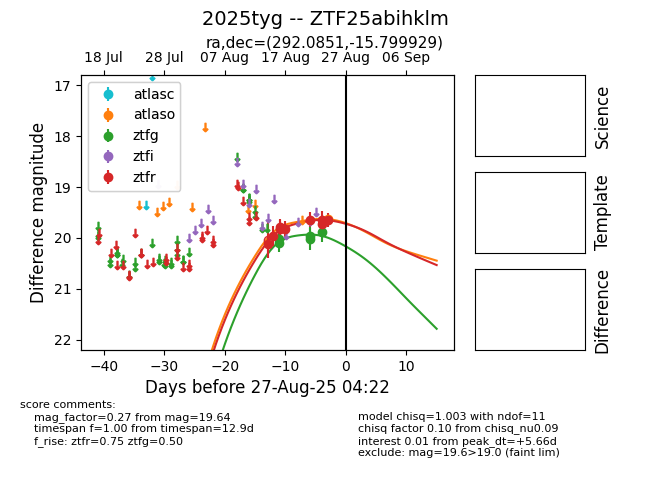 2025tyg -- ZTF25abihklm
ra,dec=(292.0851,-15.799929)
18 Jul 28 Jul 07 Aug 17 Aug 27 Aug 06 Sep
17
18
19
20
21
22
Difference magnitude
atlasc
atlaso
ztfg
ztfi
ztfr
−40 −30 −20 −10 0 10
Days before 27-Aug-25 04:22
Science
Template
Difference
score comments:
mag_factor=0.27 from mag=19.64
timespan f=1.00 from timespan=12.9d
f_rise: ztfr=0.75 ztfg=0.50
model chisq=1.003 with ndof=11
chisq factor 0.10 from chisq_nu0.09
interest 0.01 from peak_dt=+5.66d
exclude: mag=19.6>19.0 (faint lim)